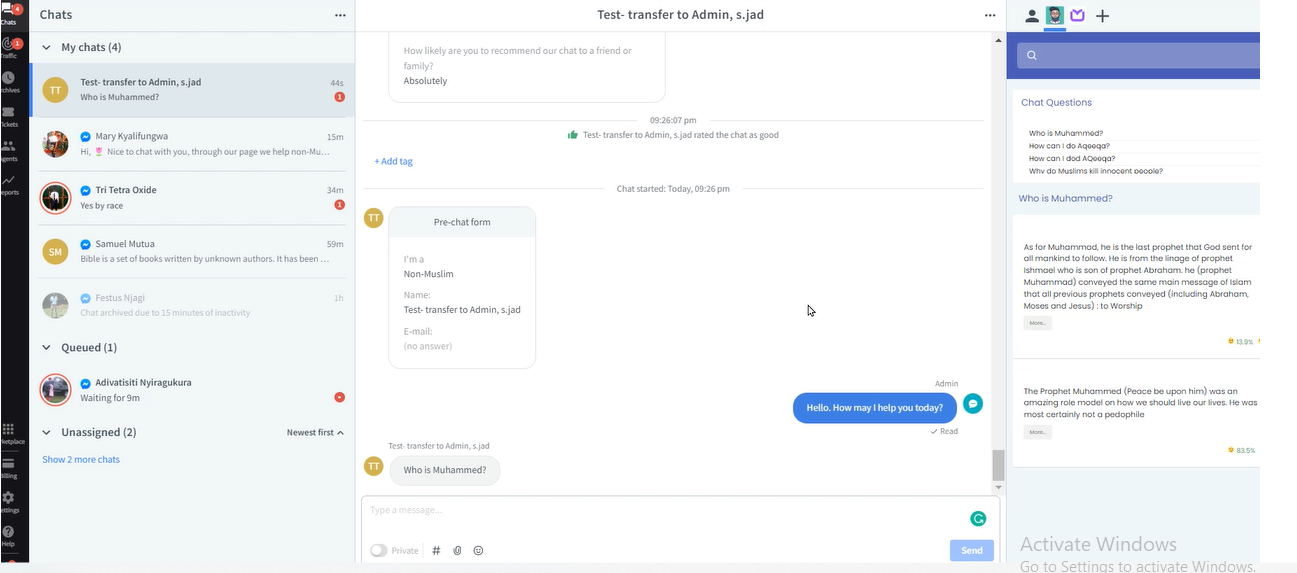 4
Chats
1
Traffic
rchives
ickets
gents
eports
ketplace
illing
ettings
Help
Chats
My chats (4)
TT
Test- transfer to Admin, s.jad
44s
Who is Muhammed?
1
Mary Kyalifungwa
15m
Hi, 🌷 Nice to chat with you, through our page we help non-Mu...
Tri Tetra Oxide
34m
Yes by race
1
SM
Samuel Mutua
59m
Bible is a set of books written by unknown authors. It has been ...
Festus Njagi
1h
Chat archived due to 15 minutes of inactivity
Queued (1)
Adivatisiti Nyiragukura
Waiting for 9m
Unassigned (2)
Newest first
Show 2 more chats
Test- transfer to Admin, s.jad
How likely are you to recommend our chat to a friend or
family?
Absolutely
09:26:07 pm
Test- transfer to Admin, s.jad rated the chat as good
+ Add tag
Chat started: Today, 09:26 pm
TT
Pre-chat form
I'm a
Non-Muslim
Name:
Test- transfer to Admin, s.jad
E-mail:
(no answer)
Admin
Hello. How may I help you today?
✓ Read
Test- transfer to Admin, s.jad
TT
Who is Muhammed?
Type a message...
Private
#
Send
Chat Questions
Who is Muhammed?
How can I do Aqeeqa?
How can I dod AQeeqa?
Why do Muslims kill innocent people?
Who is Muhammed?
As for Muhammad, he is the last prophet that God sent for
all mankind to follow. He is from the linage of prophet
Ishmael who is son of prophet Abraham. he (prophet
Muhammad) conveyed the same main message of Islam
that all previous prophets conveyed (including Abraham,
Moses and Jesus) : to Worship
More...
13.9%
The Prophet Muhammed (Peace be upon him) was an
amazing role model on how we should live our lives. He was
most certainly not a pedophile
More...
83.5%
Activate Windows
Go to Settings to activate Windows.